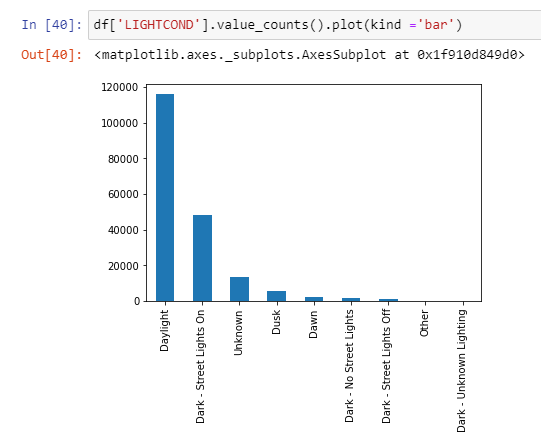 In [40]: df['LIGHTCOND'].value_counts().plot(kind ='bar')
Out[40]: <matplotlib.axes._subplots.AxesSubplot at 0x1f910d849d0>
120000
100000
80000
60000
40000
20000
0
Daylight
Dark - Street Lights On
Unknown
Dusk
Dawn
Dark - No Street Lights
Dark - Street Lights Off
Other
Dark - Unknown Lighting